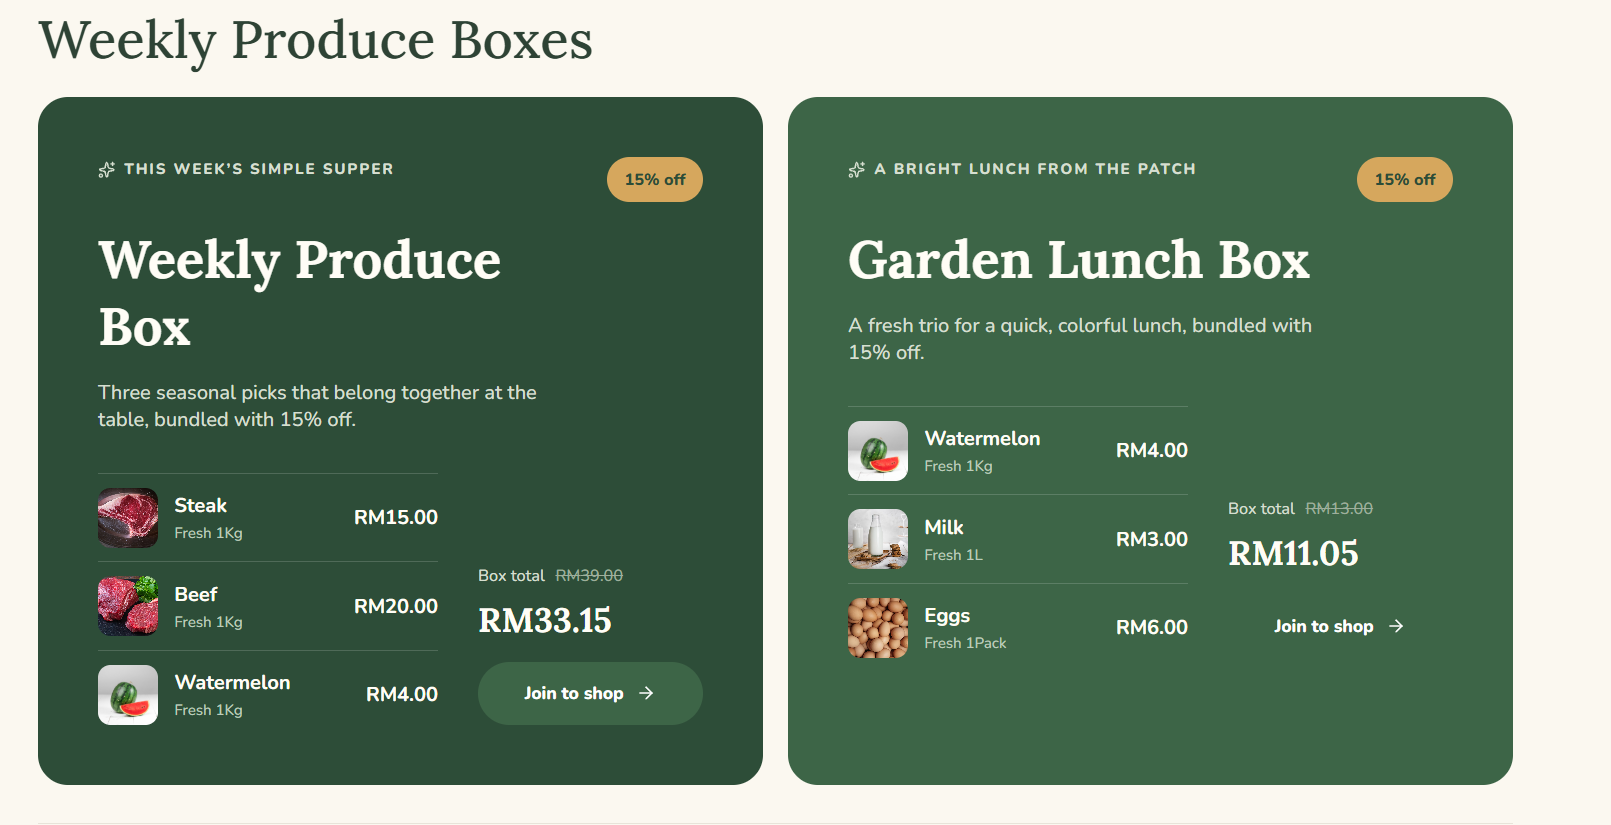 Weekly Produce Boxes
THIS WEEK'S SIMPLE SUPPER
15% off
Weekly Produce
Box
Three seasonal picks that belong together at the
table, bundled with 15% off.
Steak
Fresh 1Kg
RM15.00
Beef
Fresh 1Kg
RM20.00
Watermelon
Fresh 1Kg
RM4.00
Box total RM39.00
RM33.15
Join to shop →
A BRIGHT LUNCH FROM THE PATCH
15% off
Garden Lunch Box
A fresh trio for a quick, colorful lunch, bundled with
15% off.
Watermelon
Fresh 1Kg
RM4.00
Milk
Fresh 1L
RM3.00
Eggs
Fresh 1Pack
RM6.00
Box total RM13.00
RM11.05
Join to shop →